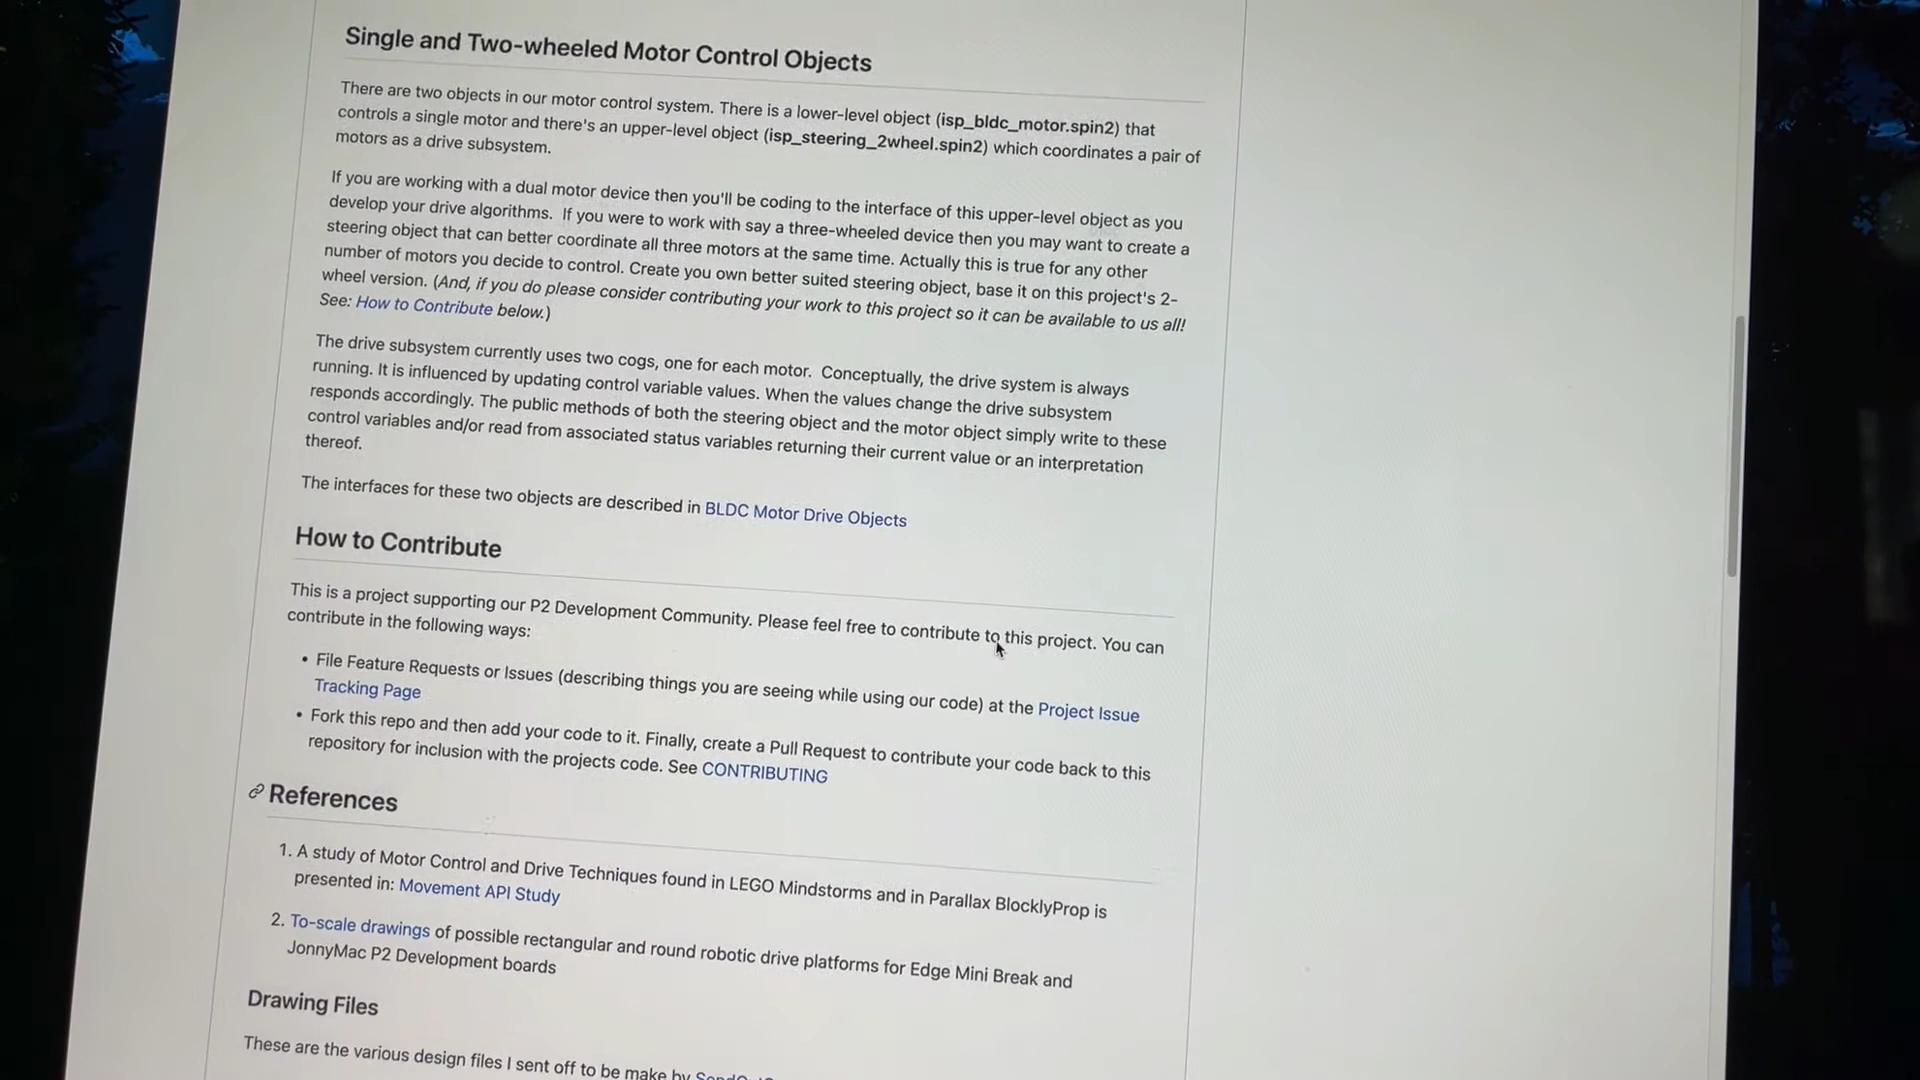 Single and Two-wheeled Motor Control Objects
There are two objects in our motor control system. There is a lower-level object (isp_bldc_motor.spin2) that
controls a single motor and there's an upper-level object (isp_steering_2wheel.spin2) which coordinates a pair of
motors as a drive subsystem.
If you are working with a dual motor device then you'll be coding to the interface of this upper-level object as you
develop your drive algorithms. If you were to work with say a three-wheeled device then you may want to create a
steering object that can better coordinate all three motors at the same time. Actually this is true for any other
number of motors you decide to control. Create you own better suited steering object, base it on this project's 2-
wheel version. (And, if you do please consider contributing your work to this project so it can be available to us all!
See: How to Contribute below.)
The drive subsystem currently uses two cogs, one for each motor. Conceptually, the drive system is always
running. It is influenced by updating control variable values. When the values change the drive subsystem
responds accordingly. The public methods of both the steering object and the motor object simply write to these
control variables and/or read from associated status variables returning their current value or an interpretation
thereof.
The interfaces for these two objects are described in BLDC Motor Drive Objects
How to Contribute
This is a project supporting our P2 Development Community. Please feel free to contribute to this project. You can
contribute in the following ways:
• File Feature Requests or Issues (describing things you are seeing while using our code) at the Project Issue
Tracking Page
• Fork this repo and then add your code to it. Finally, create a Pull Request to contribute your code back to this
repository for inclusion with the projects code. See CONTRIBUTING
References
1. A study of Motor Control and Drive Techniques found in LEGO Mindstorms and in Parallax BlocklyProp is
presented in: Movement API Study
2. To-scale drawings of possible rectangular and round robotic drive platforms for Edge Mini Break and
JonnyMac P2 Development boards
Drawing Files
These are the various design files I sent off to be make by